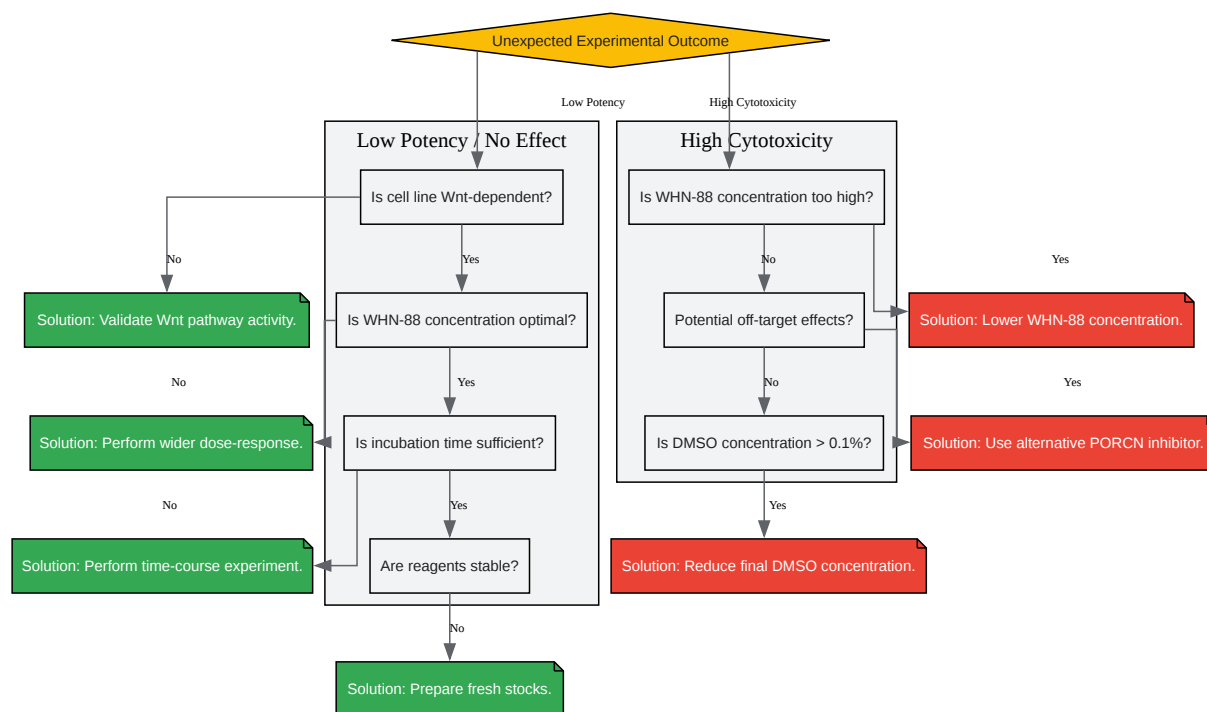 Unexpected Experimental Outcome
Low Potency
High Cytotoxicity
Low Potency / No Effect
High Cytotoxicity
Is cell line Wnt-dependent?
Is WHN-88 concentration too high?
No
Yes
No
Yes
Solution: Validate Wnt pathway activity.
Is WHN-88 concentration optimal?
Potential off-target effects?
Solution: Lower WHN-88 concentration.
No
Yes
No
Yes
Solution: Perform wider dose-response.
Is incubation time sufficient?
Is DMSO concentration > 0.1%?
Solution: Use alternative PORCN inhibitor.
No
Yes
Yes
Solution: Perform time-course experiment.
Are reagents stable?
Solution: Reduce final DMSO concentration.
No
Solution: Prepare fresh stocks.